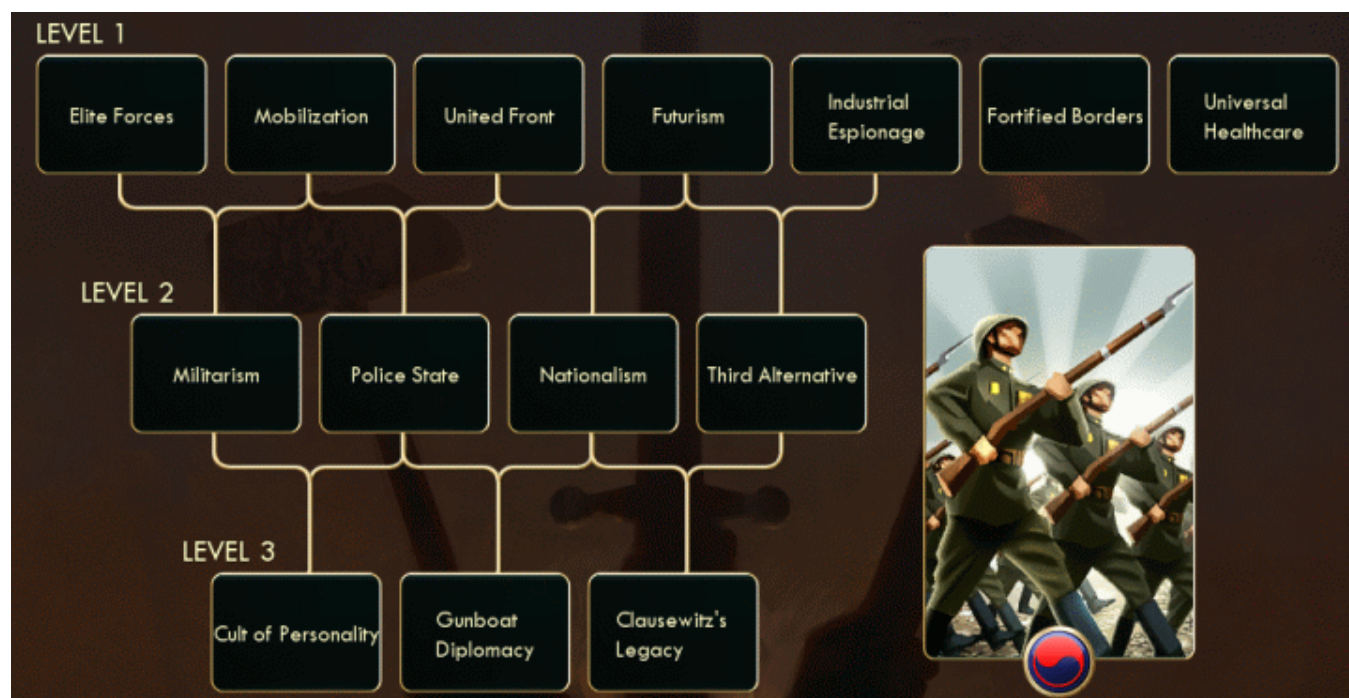 LEVEL 1
Elite Forces
Mobilization
United Front
Futurism
Industrial
Espionage
Fortified Borders
Universal
Healthcare
LEVEL 2
Militarism
Police State
Nationalism
Third Alternative
LEVEL 3
Cult of Personality
Gunboat
Diplomacy
Clausewitz's
Legacy